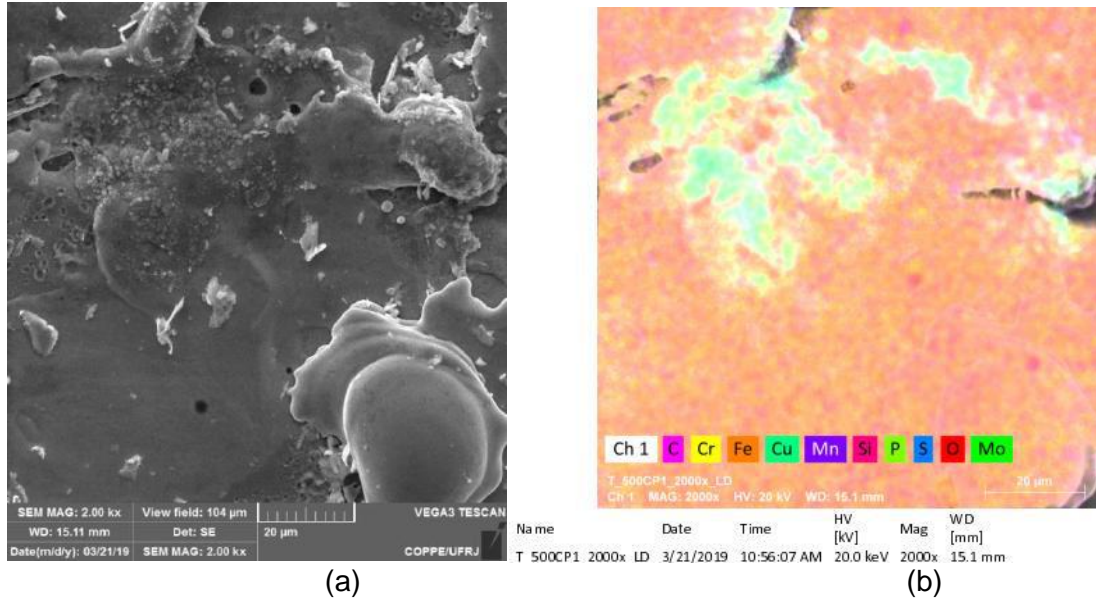 SEM MAG: 2.00 kx View field: 104 µm VEGA3 TESCAN
WD: 15.11 mm Det: SE 20 µm
Date(m/d/y): 03/21/19 SEM MAG: 2.00 kx COPPE/UFRJ
(a)
Ch 1 C Cr Fe Cu Mn Si P S O Mo
T_500CP1_2000x_LD
Ch 1 MAG: 2000x HV: 20 kV WD: 15.1 mm 20 µm
Name Date Time HV [kV] Mag WD [mm]
T 500CP1 2000x LD 3/21/2019 10:56:07 AM 20.0 keV 2000x 15.1 mm
(b)